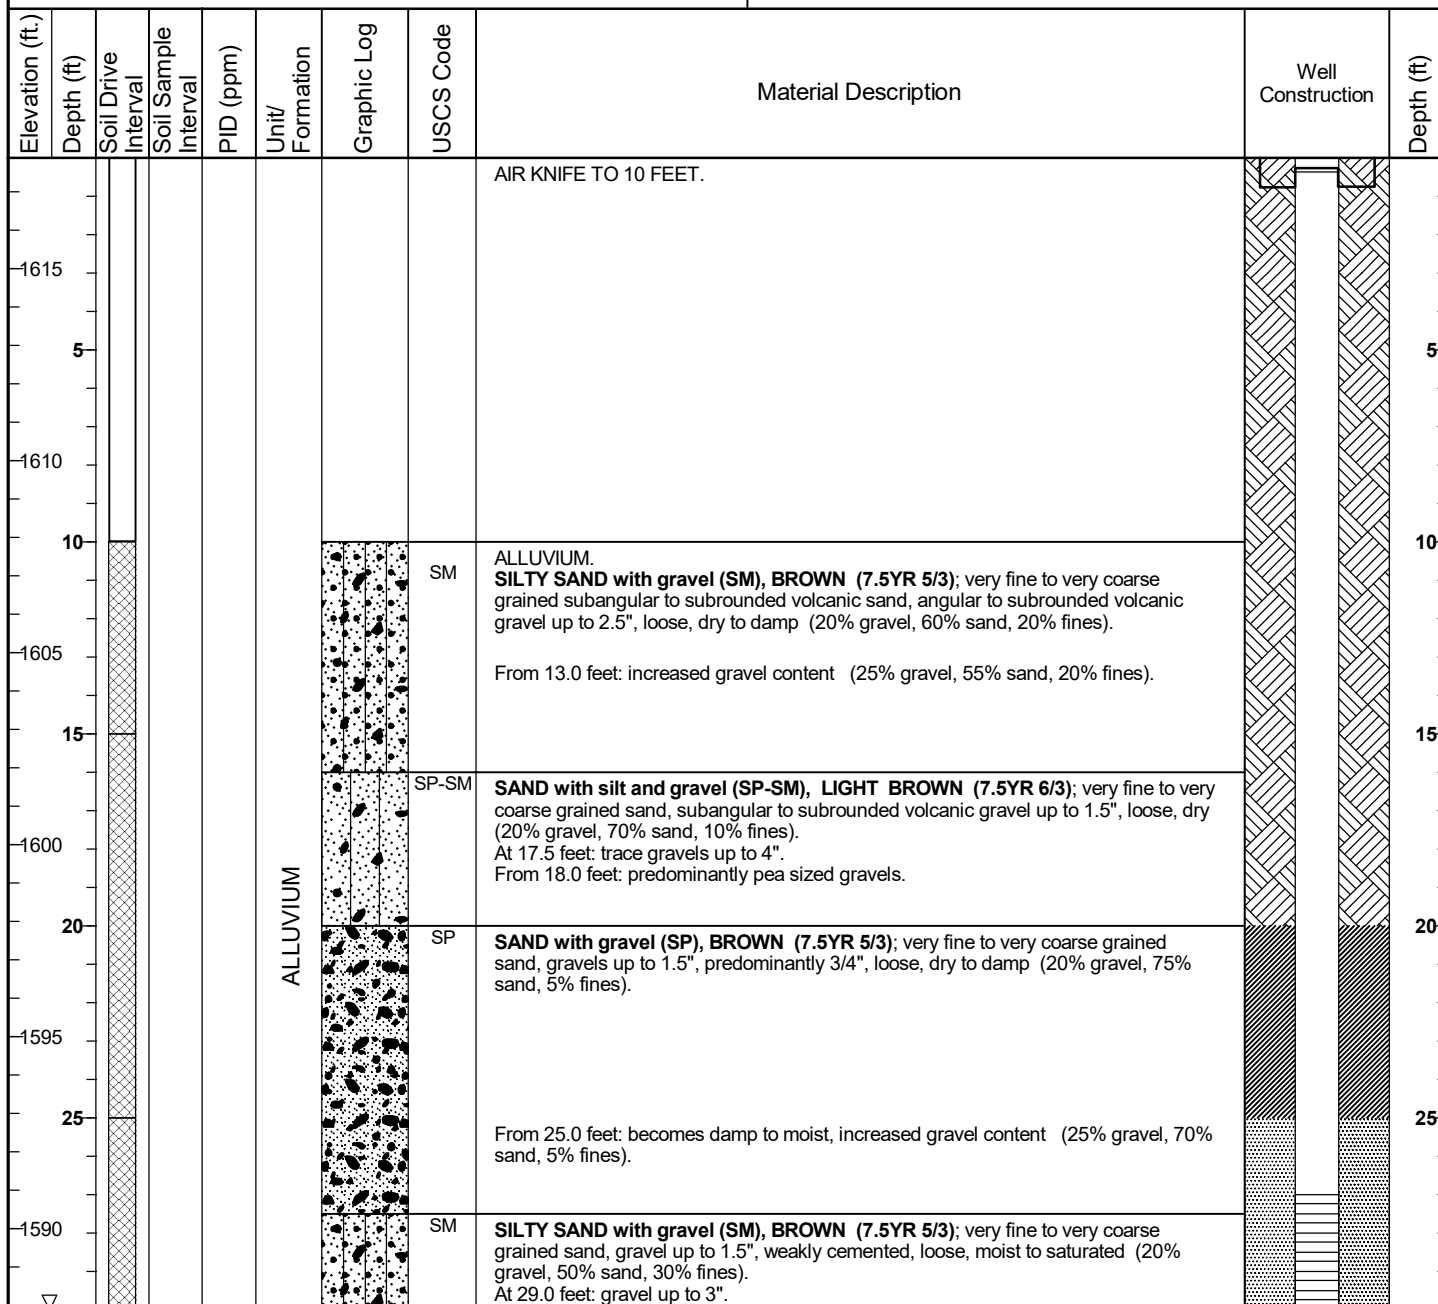 Elevation (ft.)
Depth (ft)
Soil Drive
Interval
Soil Sample
Interval
PID (ppm)
Unit/
Formation
Graphic Log
USCS Code
Material Description
Well
Construction
Depth (ft)
AIR KNIFE TO 10 FEET.
1615
5
5
1610
10
10
SM
ALLUVIUM.
SILTY SAND with gravel (SM), BROWN (7.5YR 5/3); very fine to very coarse
grained subangular to subrounded volcanic sand, angular to subrounded volcanic
gravel up to 2.5", loose, dry to damp (20% gravel, 60% sand, 20% fines).
1605
From 13.0 feet: increased gravel content (25% gravel, 55% sand, 20% fines).
15
15
SP-SM
SAND with silt and gravel (SP-SM), LIGHT BROWN (7.5YR 6/3); very fine to very
coarse grained sand, subangular to subrounded volcanic gravel up to 1.5", loose, dry
(20% gravel, 70% sand, 10% fines).
1600
At 17.5 feet: trace gravels up to 4".
From 18.0 feet: predominantly pea sized gravels.
ALLUVIUM
20
20
SP
SAND with gravel (SP), BROWN (7.5YR 5/3); very fine to very coarse grained
sand, gravels up to 1.5", predominantly 3/4", loose, dry to damp (20% gravel, 75%
sand, 5% fines).
1595
25
25
From 25.0 feet: becomes damp to moist, increased gravel content (25% gravel, 70%
sand, 5% fines).
1590
SM
SILTY SAND with gravel (SM), BROWN (7.5YR 5/3); very fine to very coarse
grained sand, gravel up to 1.5", weakly cemented, loose, moist to saturated (20%
gravel, 50% sand, 30% fines).
At 29.0 feet: gravel up to 3".